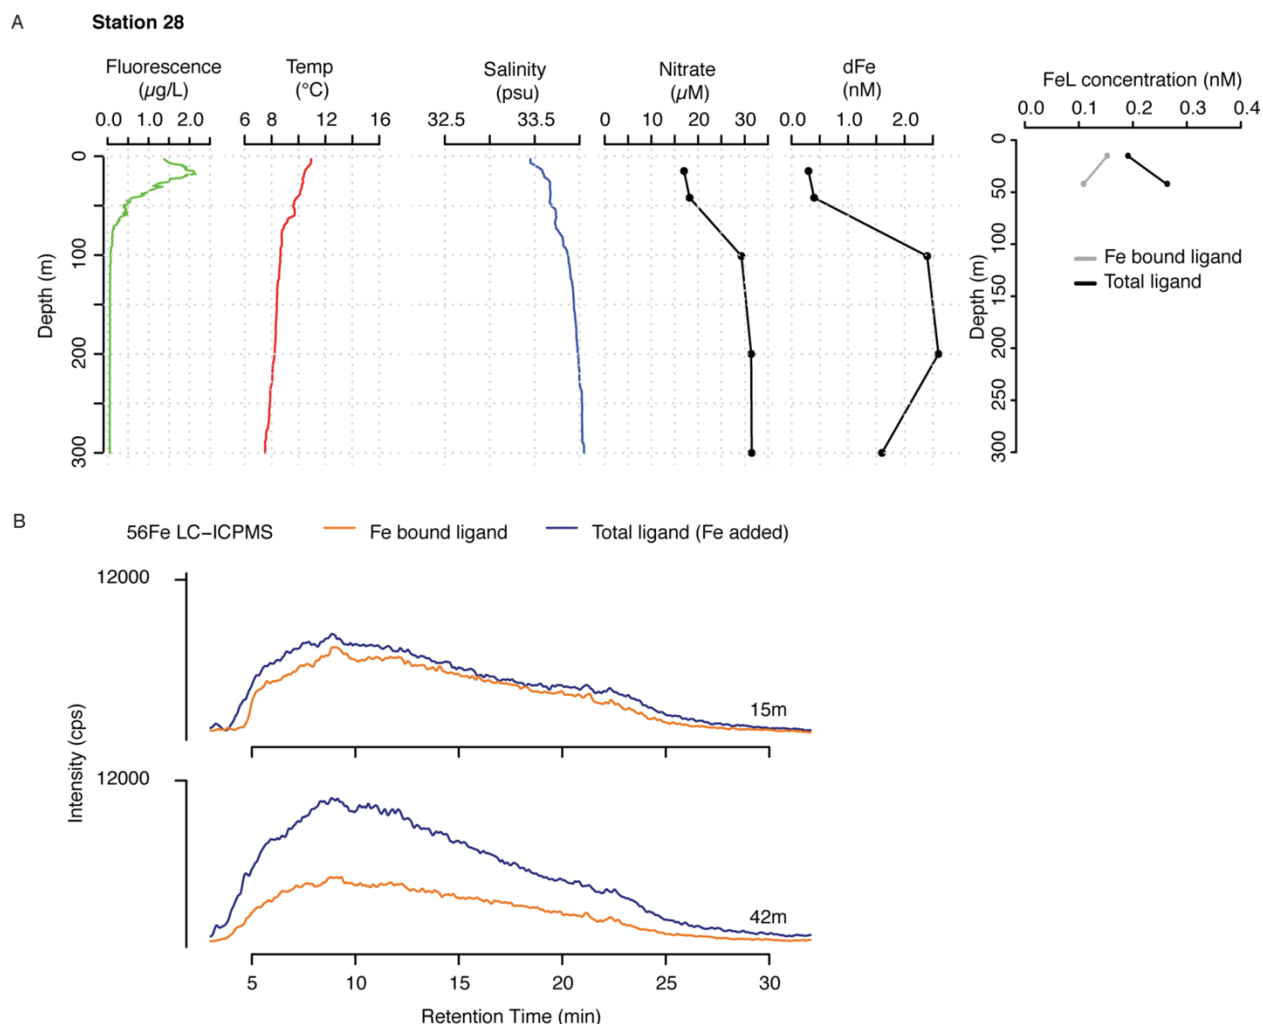 A Station 28
Fluorescence Temp Salinity Nitrate dFe
(µg/L) (°C) (psu) (µM) (nM) FeL concentration (nM)
0.0 1.0 2.0 6 8 12 16 32.5 33.5 0 10 20 30 0.0 1.0 2.0 0.0 0.1 0.2 0.3 0.4
0
100
200
300
Depth (m)
0
50
100
150
200
250
300
Depth (m)
Fe bound ligand
Total ligand
B
56Fe LC−ICPMS Fe bound ligand Total ligand (Fe added)
12000
15m
5 10 15 20 25 30
Intensity (cps)
12000
42m
Retention Time (min)